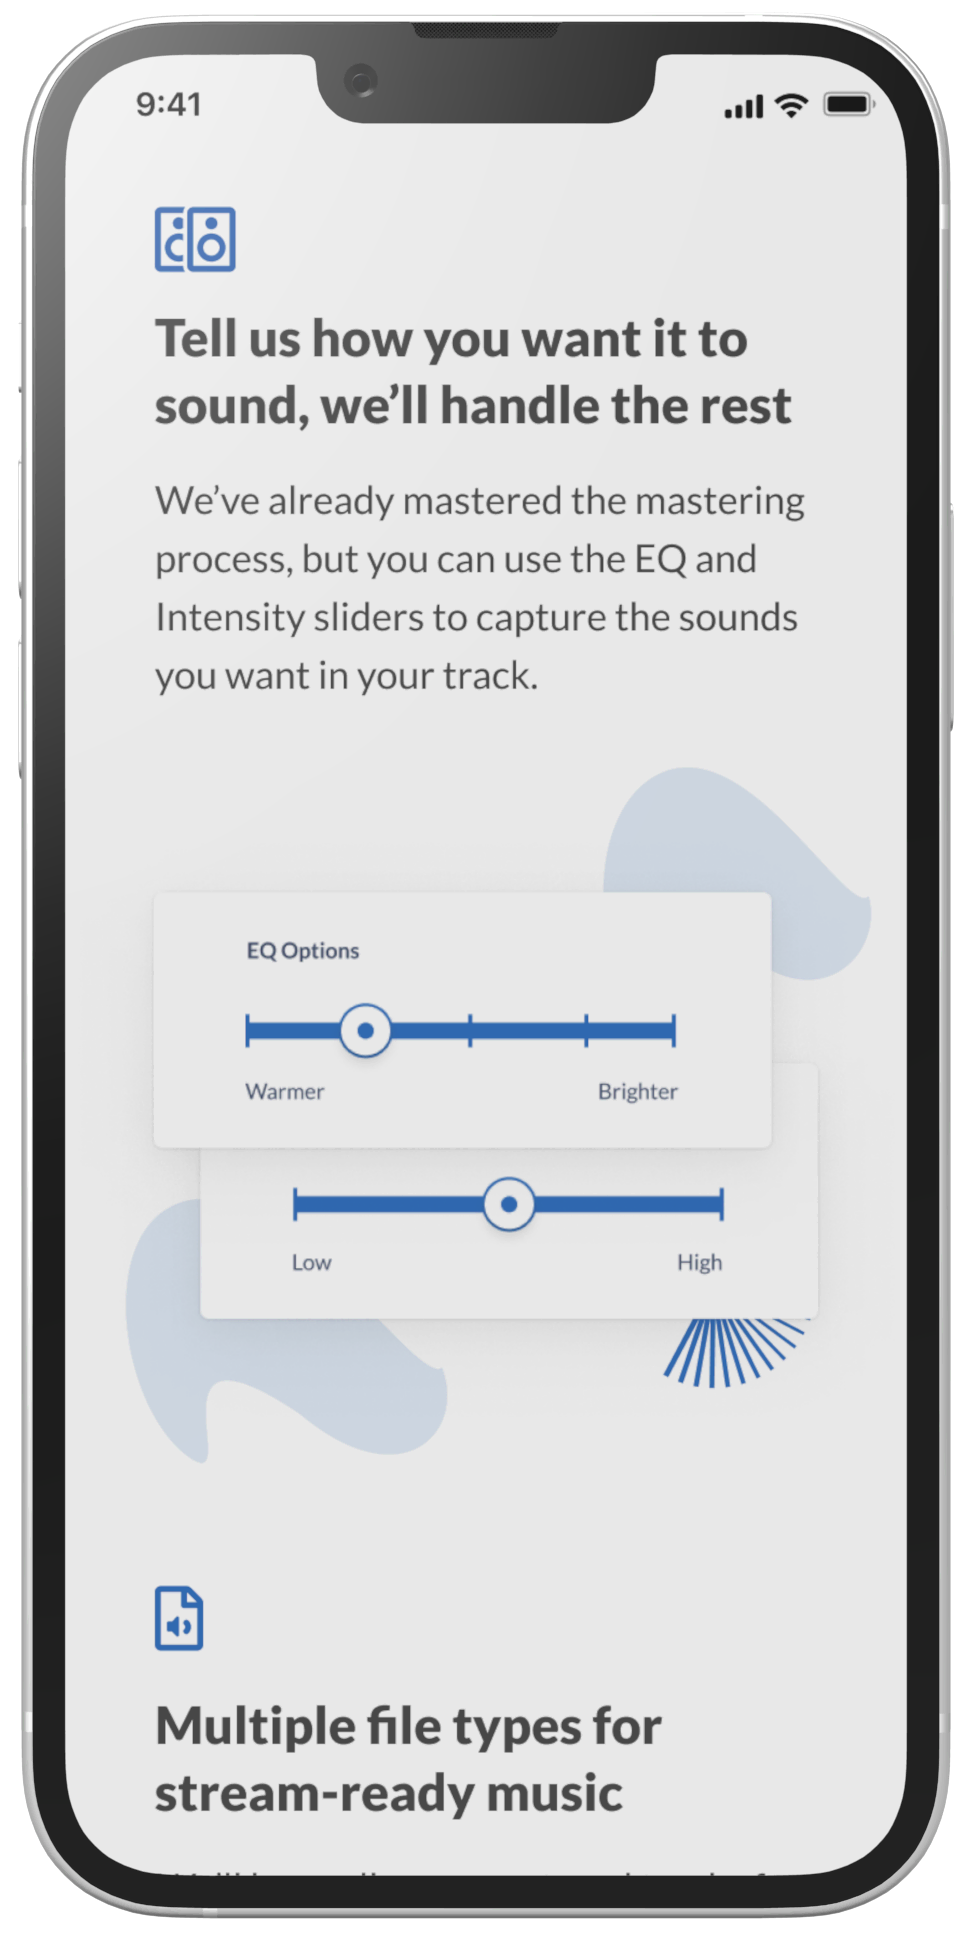 9:41
Tell us how you want it to
sound, we’ll handle the rest
We’ve already mastered the mastering
process, but you can use the EQ and
Intensity sliders to capture the sounds
you want in your track.
EQ Options
Warmer
Brighter
Low
High
Multiple file types for
stream-ready music